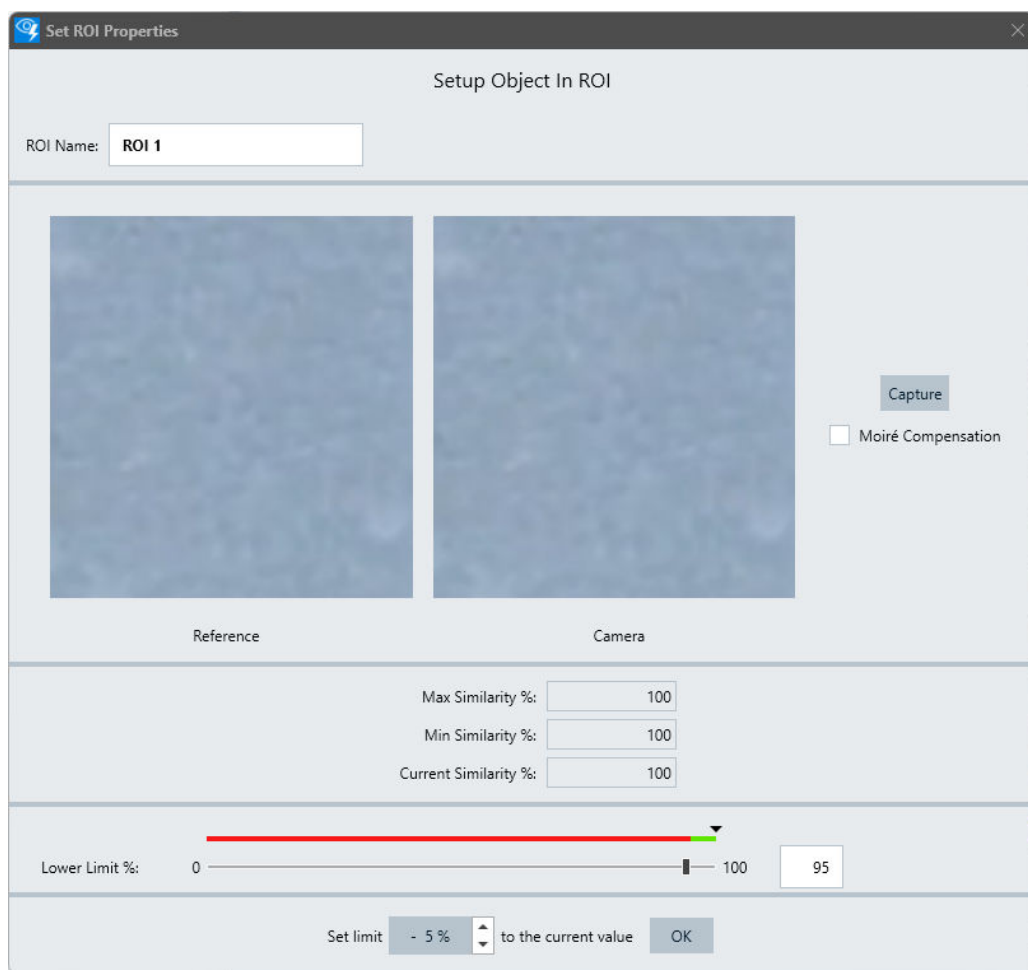 Set ROI Properties
Setup Object In ROI
ROI Name: ROI 1
Capture
Moiré Compensation
Reference Camera
Max Similarity %: 100
Min Similarity %: 100
Current Similarity %: 100
Lower Limit %: 0 100 95
Set limit - 5 % to the current value OK